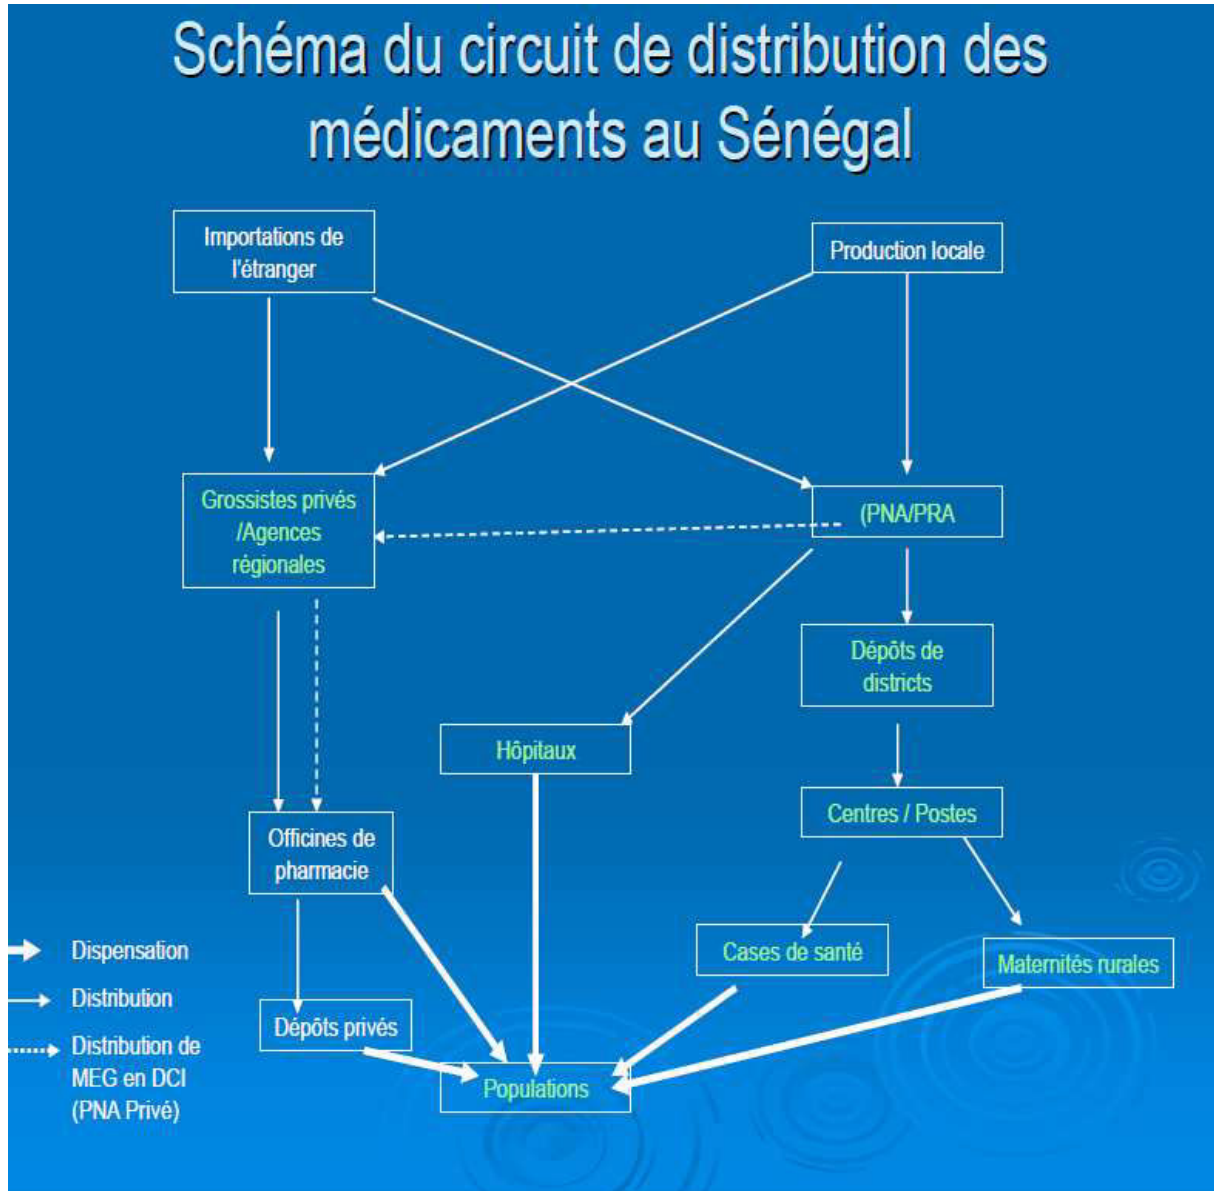 Schéma du circuit de distribution des
médicaments au Sénégal
Importations de
l'étranger
Production locale
Grossistes privés
/Agences
régionales
(PNA/PRA
Dépôts de
districts
Hôpitaux
Centres / Postes
Officines de
pharmacie
Cases de santé
Maternités rurales
Dépôts privés
Populations
Dispensation
Distribution
Distribution de
MEG en DCI
(PNA Privé)